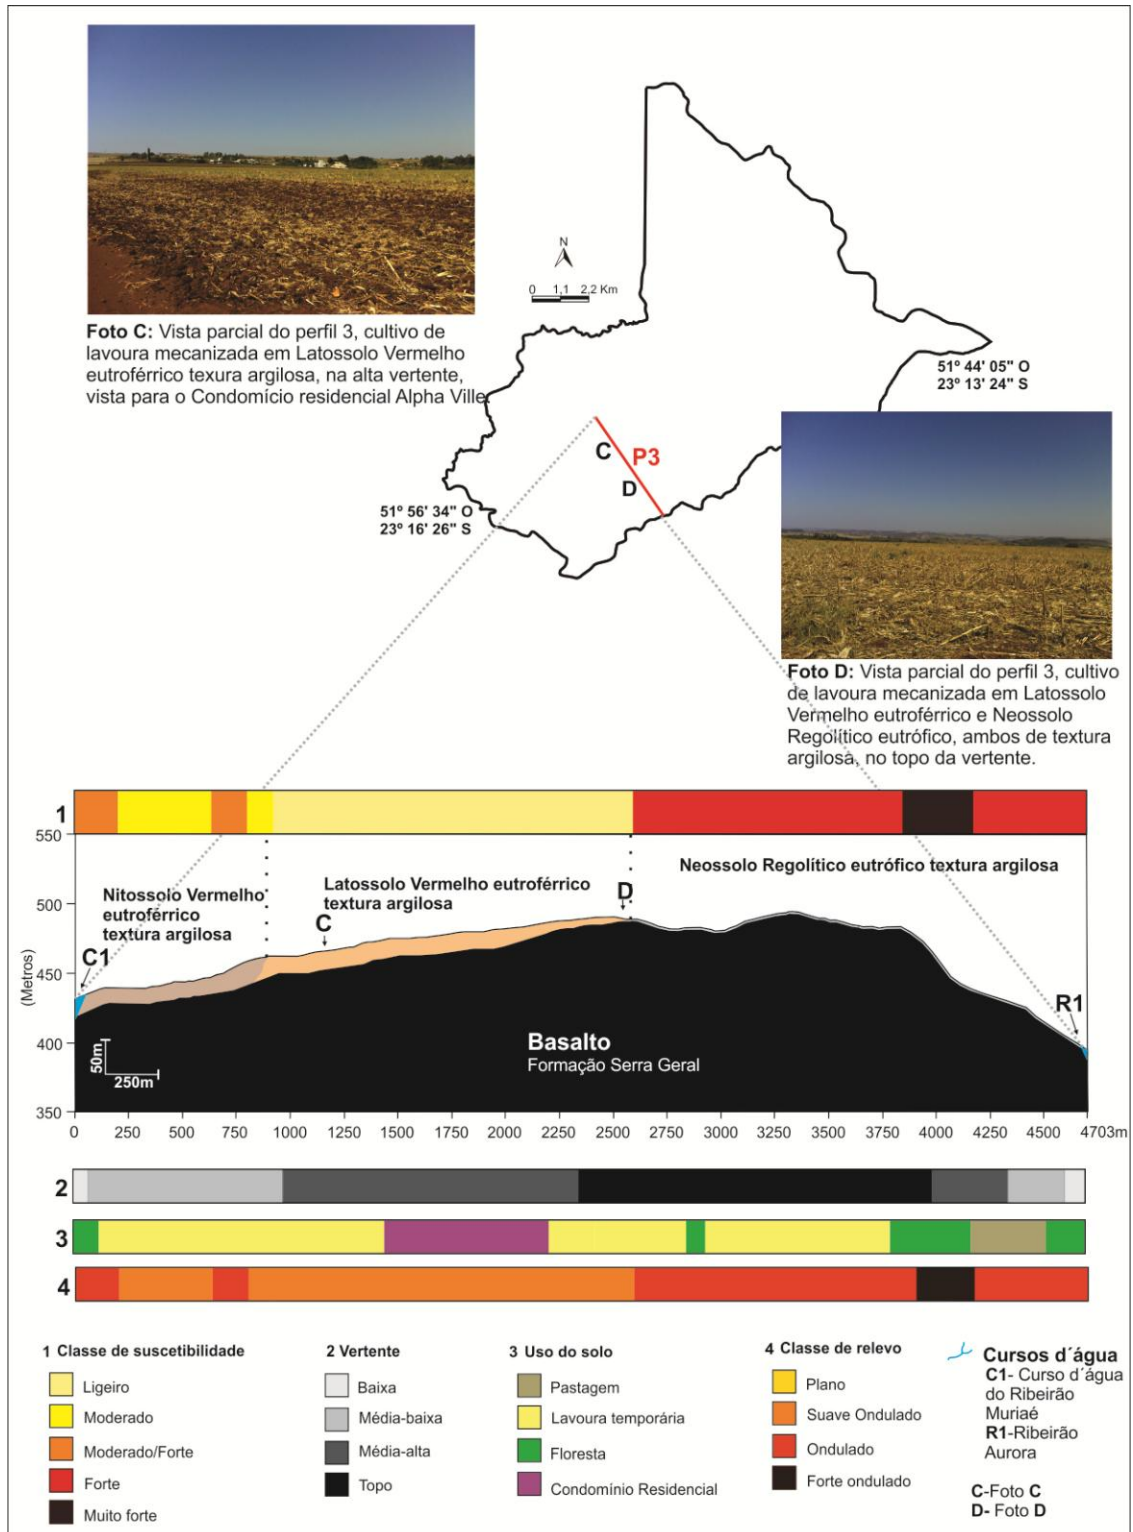 Foto C: Vista parcial do perfil 3, cultivo de
lavoura mecanizada em Latossolo Vermelho
eutroférrico texura argilosa, na alta vertente,
vista para o Condomício residencial Alpha Ville.
N
0 1,1 2,2 Km
51º 44' 05" O
23º 13' 24" S
C
P3
D
51º 56' 34" O
23º 16' 26" S
Foto D: Vista parcial do perfil 3, cultivo
de lavoura mecanizada em Latossolo
Vermelho eutroférrico e Neossolo
Regolítico eutrófico, ambos de textura
argilosa, no topo da vertente.
1
550
500
450
400
350
(Metros)
Nitossolo Vermelho
eutroférrico
textura argilosa
Latossolo Vermelho eutroférrico
textura argilosa
Neossolo Regolítico eutrófico textura argilosa
C1
C
D
R1
Basalto
Formação Serra Geral
50m
250m
0 250 500 750 1000 1250 1500 1750 2000 2250 2500 2750 3000 3250 3500 3750 4000 4250 4500 4703m
2
3
4
1 Classe de suscetibilidade
Ligeiro
Moderado
Moderado/Forte
Forte
Muito forte
2 Vertente
Baixa
Média-baixa
Média-alta
Topo
3 Uso do solo
Pastagem
Lavoura temporária
Floresta
Condomínio Residencial
4 Classe de relevo
Plano
Suave Ondulado
Ondulado
Forte ondulado
Cursos d´água
C1- Curso d´água
do Ribeirão
Muriaé
R1-Ribeirão
Aurora
C-Foto C
D- Foto D